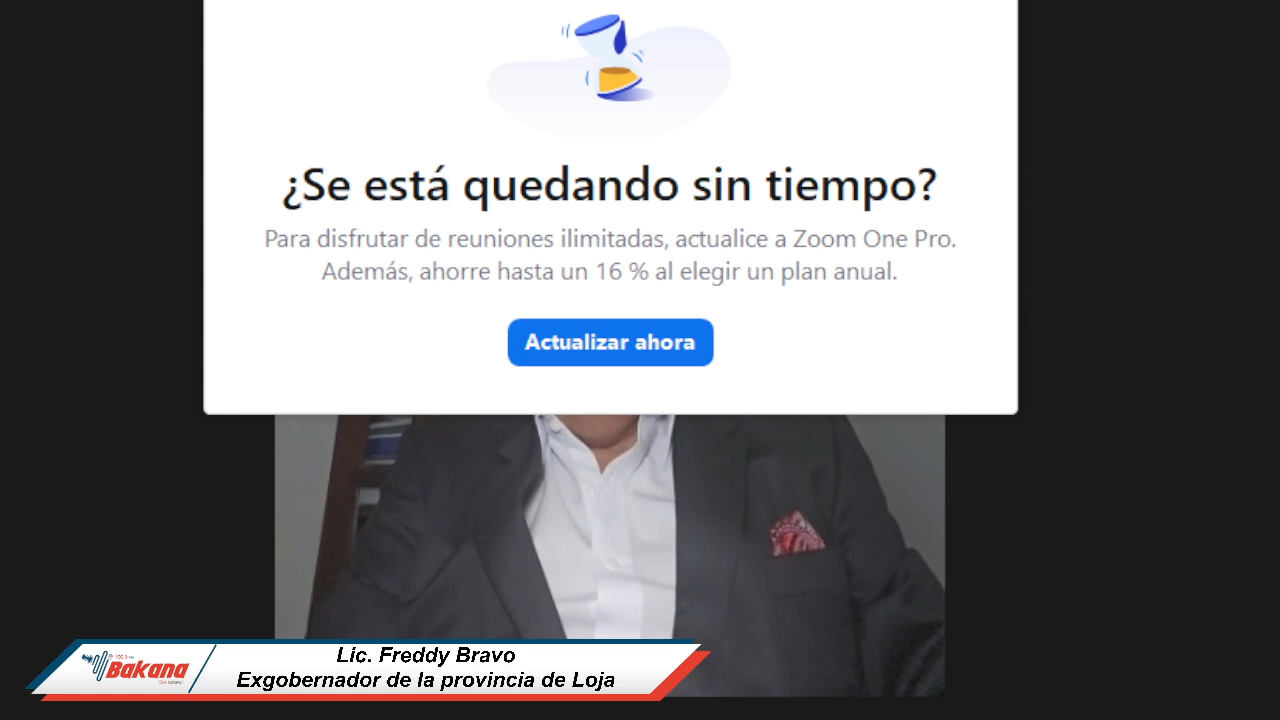 ¿Se está quedando sin tiempo?
Para disfrutar de reuniones ilimitadas, actualice a Zoom One Pro.
Además, ahorre hasta un 16 % al elegir un plan anual.
Actualizar ahora
Bakana
Lic. Freddy Bravo
Exgobernador de la provincia de Loja